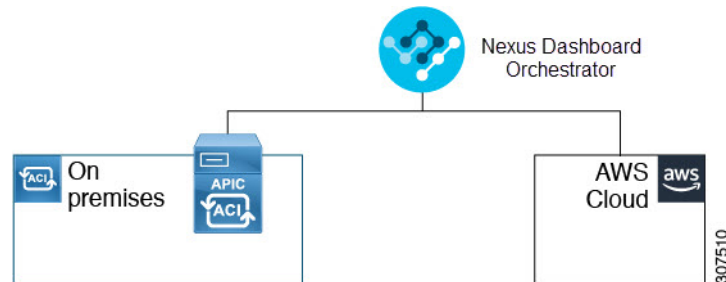 Nexus Dashboard
Orchestrator
ACI
On
premises
APIC
ACI
AWS
Cloud
aws
307510